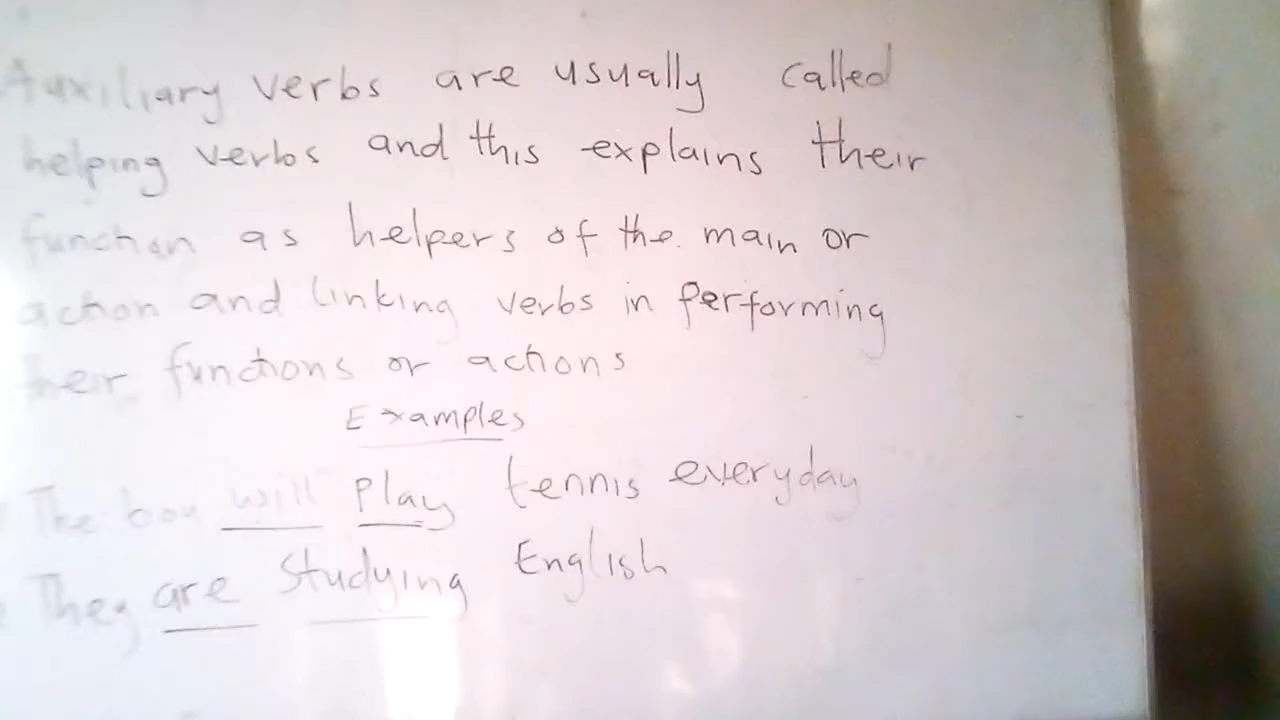 Auxiliary verbs are usually called
helping verbs and this explains their
function as helpers of the main or
action and linking verbs in performing
their functions or actions
Examples
The boy will play tennis everyday
They are studying English